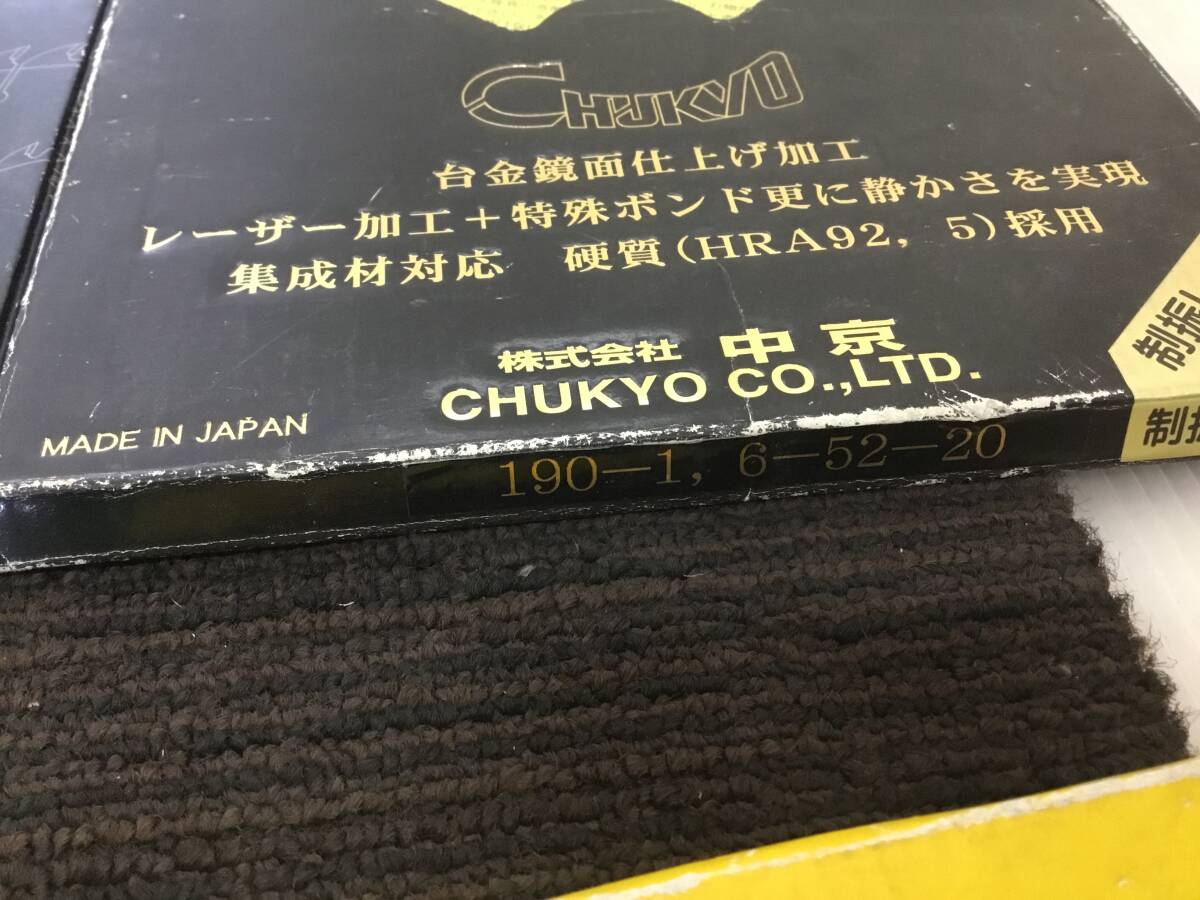 CHUKYO
台金鏡面仕上げ加工
レーザー加工＋特殊ボンド更に静かさを実現
集成材対応　硬質(HRA92, 5)採用
制振
株式会社 中京
CHUKYO CO.,LTD.
MADE IN JAPAN
190-1, 6-52-20
制振